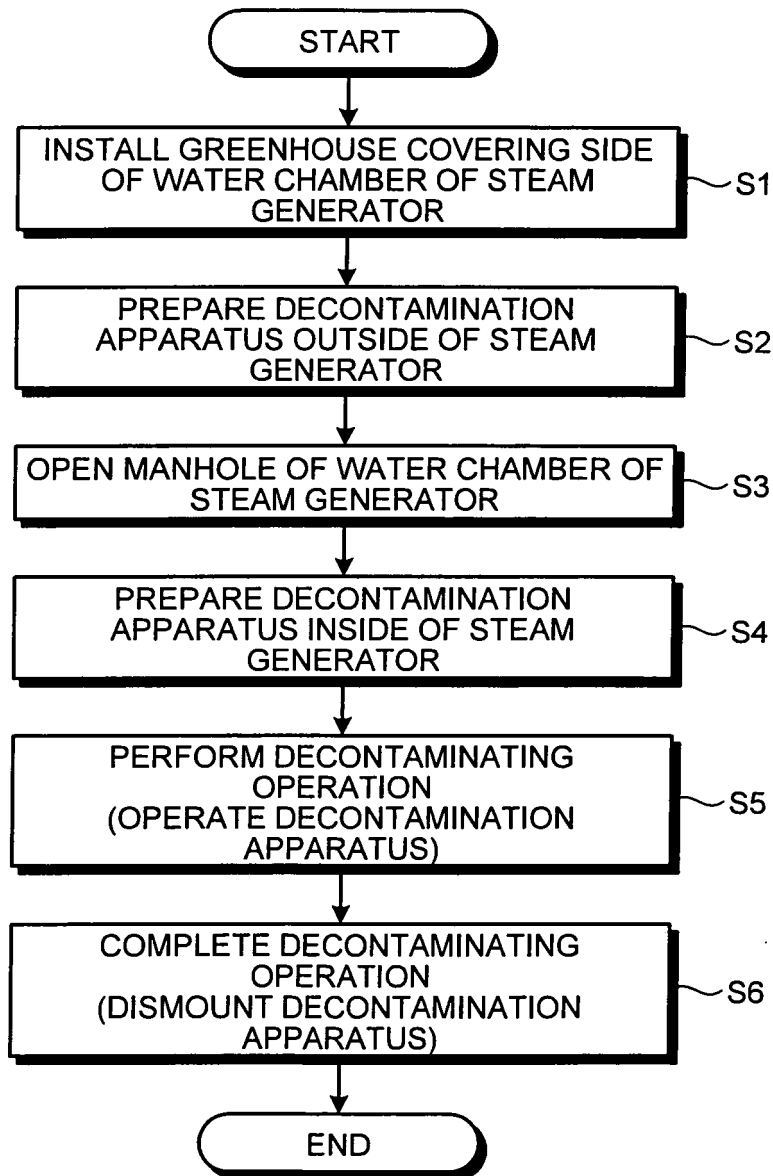 START
INSTALL GREENHOUSE COVERING SIDE
OF WATER CHAMBER OF STEAM
GENERATOR
S1
PREPARE DECONTAMINATION
APPARATUS OUTSIDE OF STEAM
GENERATOR
S2
OPEN MANHOLE OF WATER CHAMBER OF
STEAM GENERATOR
S3
PREPARE DECONTAMINATION
APPARATUS INSIDE OF STEAM
GENERATOR
S4
PERFORM DECONTAMINATING
OPERATION
(OPERATE DECONTAMINATION
APPARATUS)
S5
COMPLETE DECONTAMINATING
OPERATION
(DISMOUNT DECONTAMINATION
APPARATUS)
S6
END